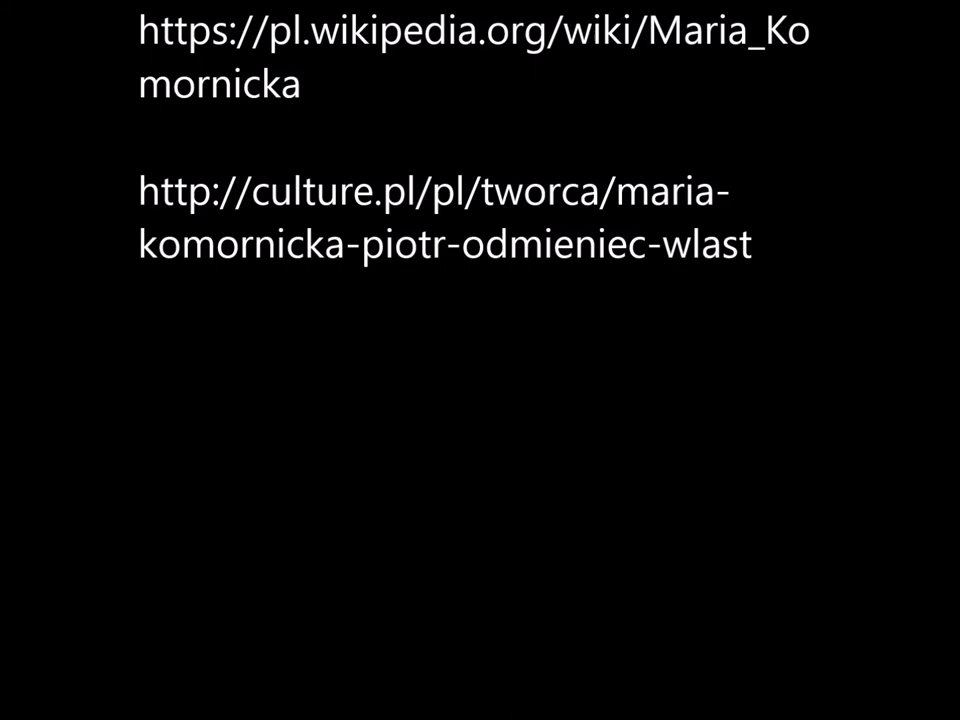 https://pl.wikipedia.org/wiki/Maria_Ko
mornicka
http://culture.pl/pl/tworca/maria-
komornicka-piotr-odmieniec-wlast